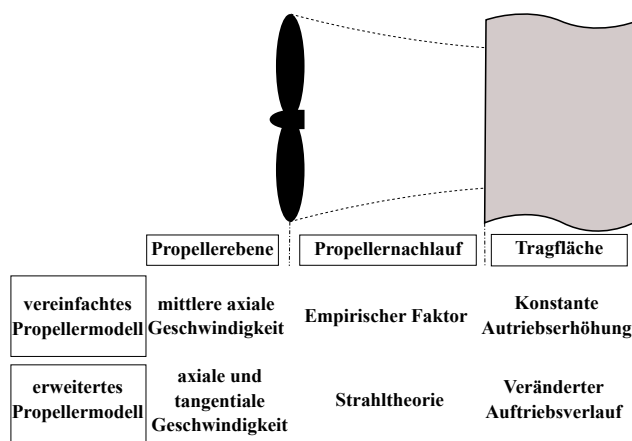 Propellerebene
Propellernachlauf
Tragfläche
vereinfachtes
Propellermodell
mittlere axiale
Geschwindigkeit
Empirischer Faktor
Konstante
Autriebserhöhung
erweitertes
Propellermodell
axiale und
tangentiale
Geschwindigkeit
Strahltheorie
Veränderter
Auftriebsverlauf